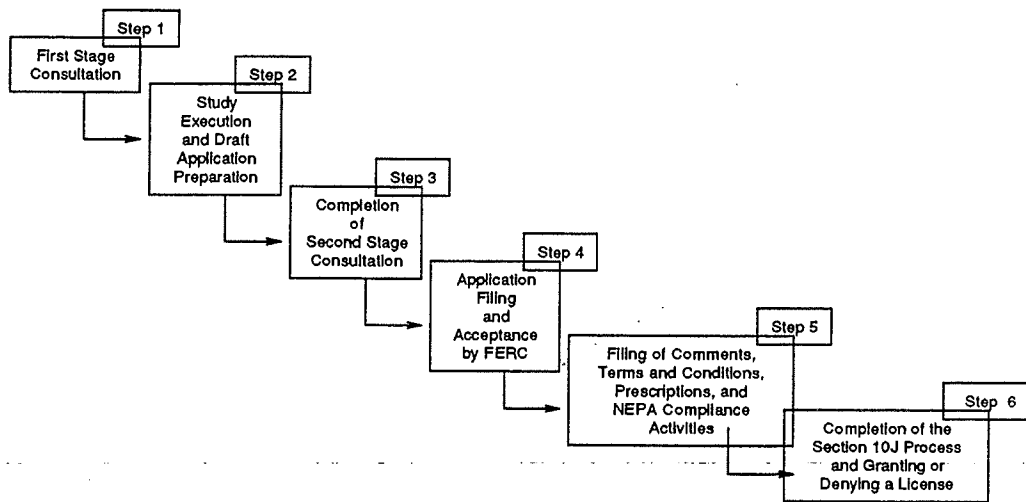 Step 1
First Stage
Consultation
Step 2
Study
Execution
and Draft
Application
Preparation
Step 3
Completion
of
Second Stage
Consultation
Step 4
Application
Filing
and
Acceptance
by FERC
Step 5
Filing of Comments,
Terms and Conditions,
Prescriptions, and
NEPA Compliance
Activities
Step 6
Completion of the
Section 10J Process
and Granting or
Denying a License